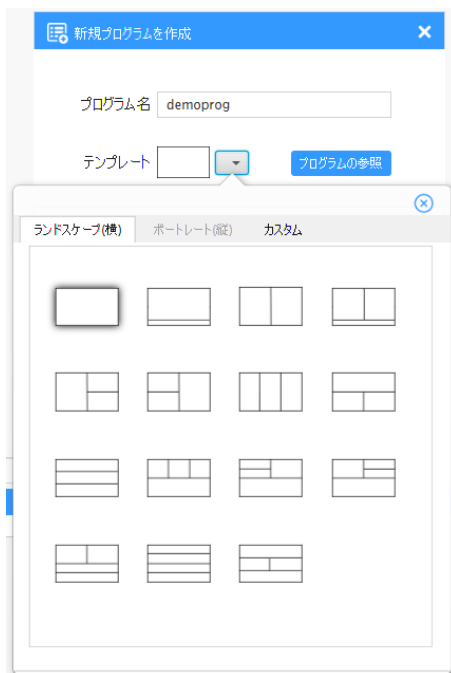 新規プログラムを作成
プログラム名 demoprog
テンプレート プログラムの参照
ランドスケープ(横) ポートレート(縦) カスタム